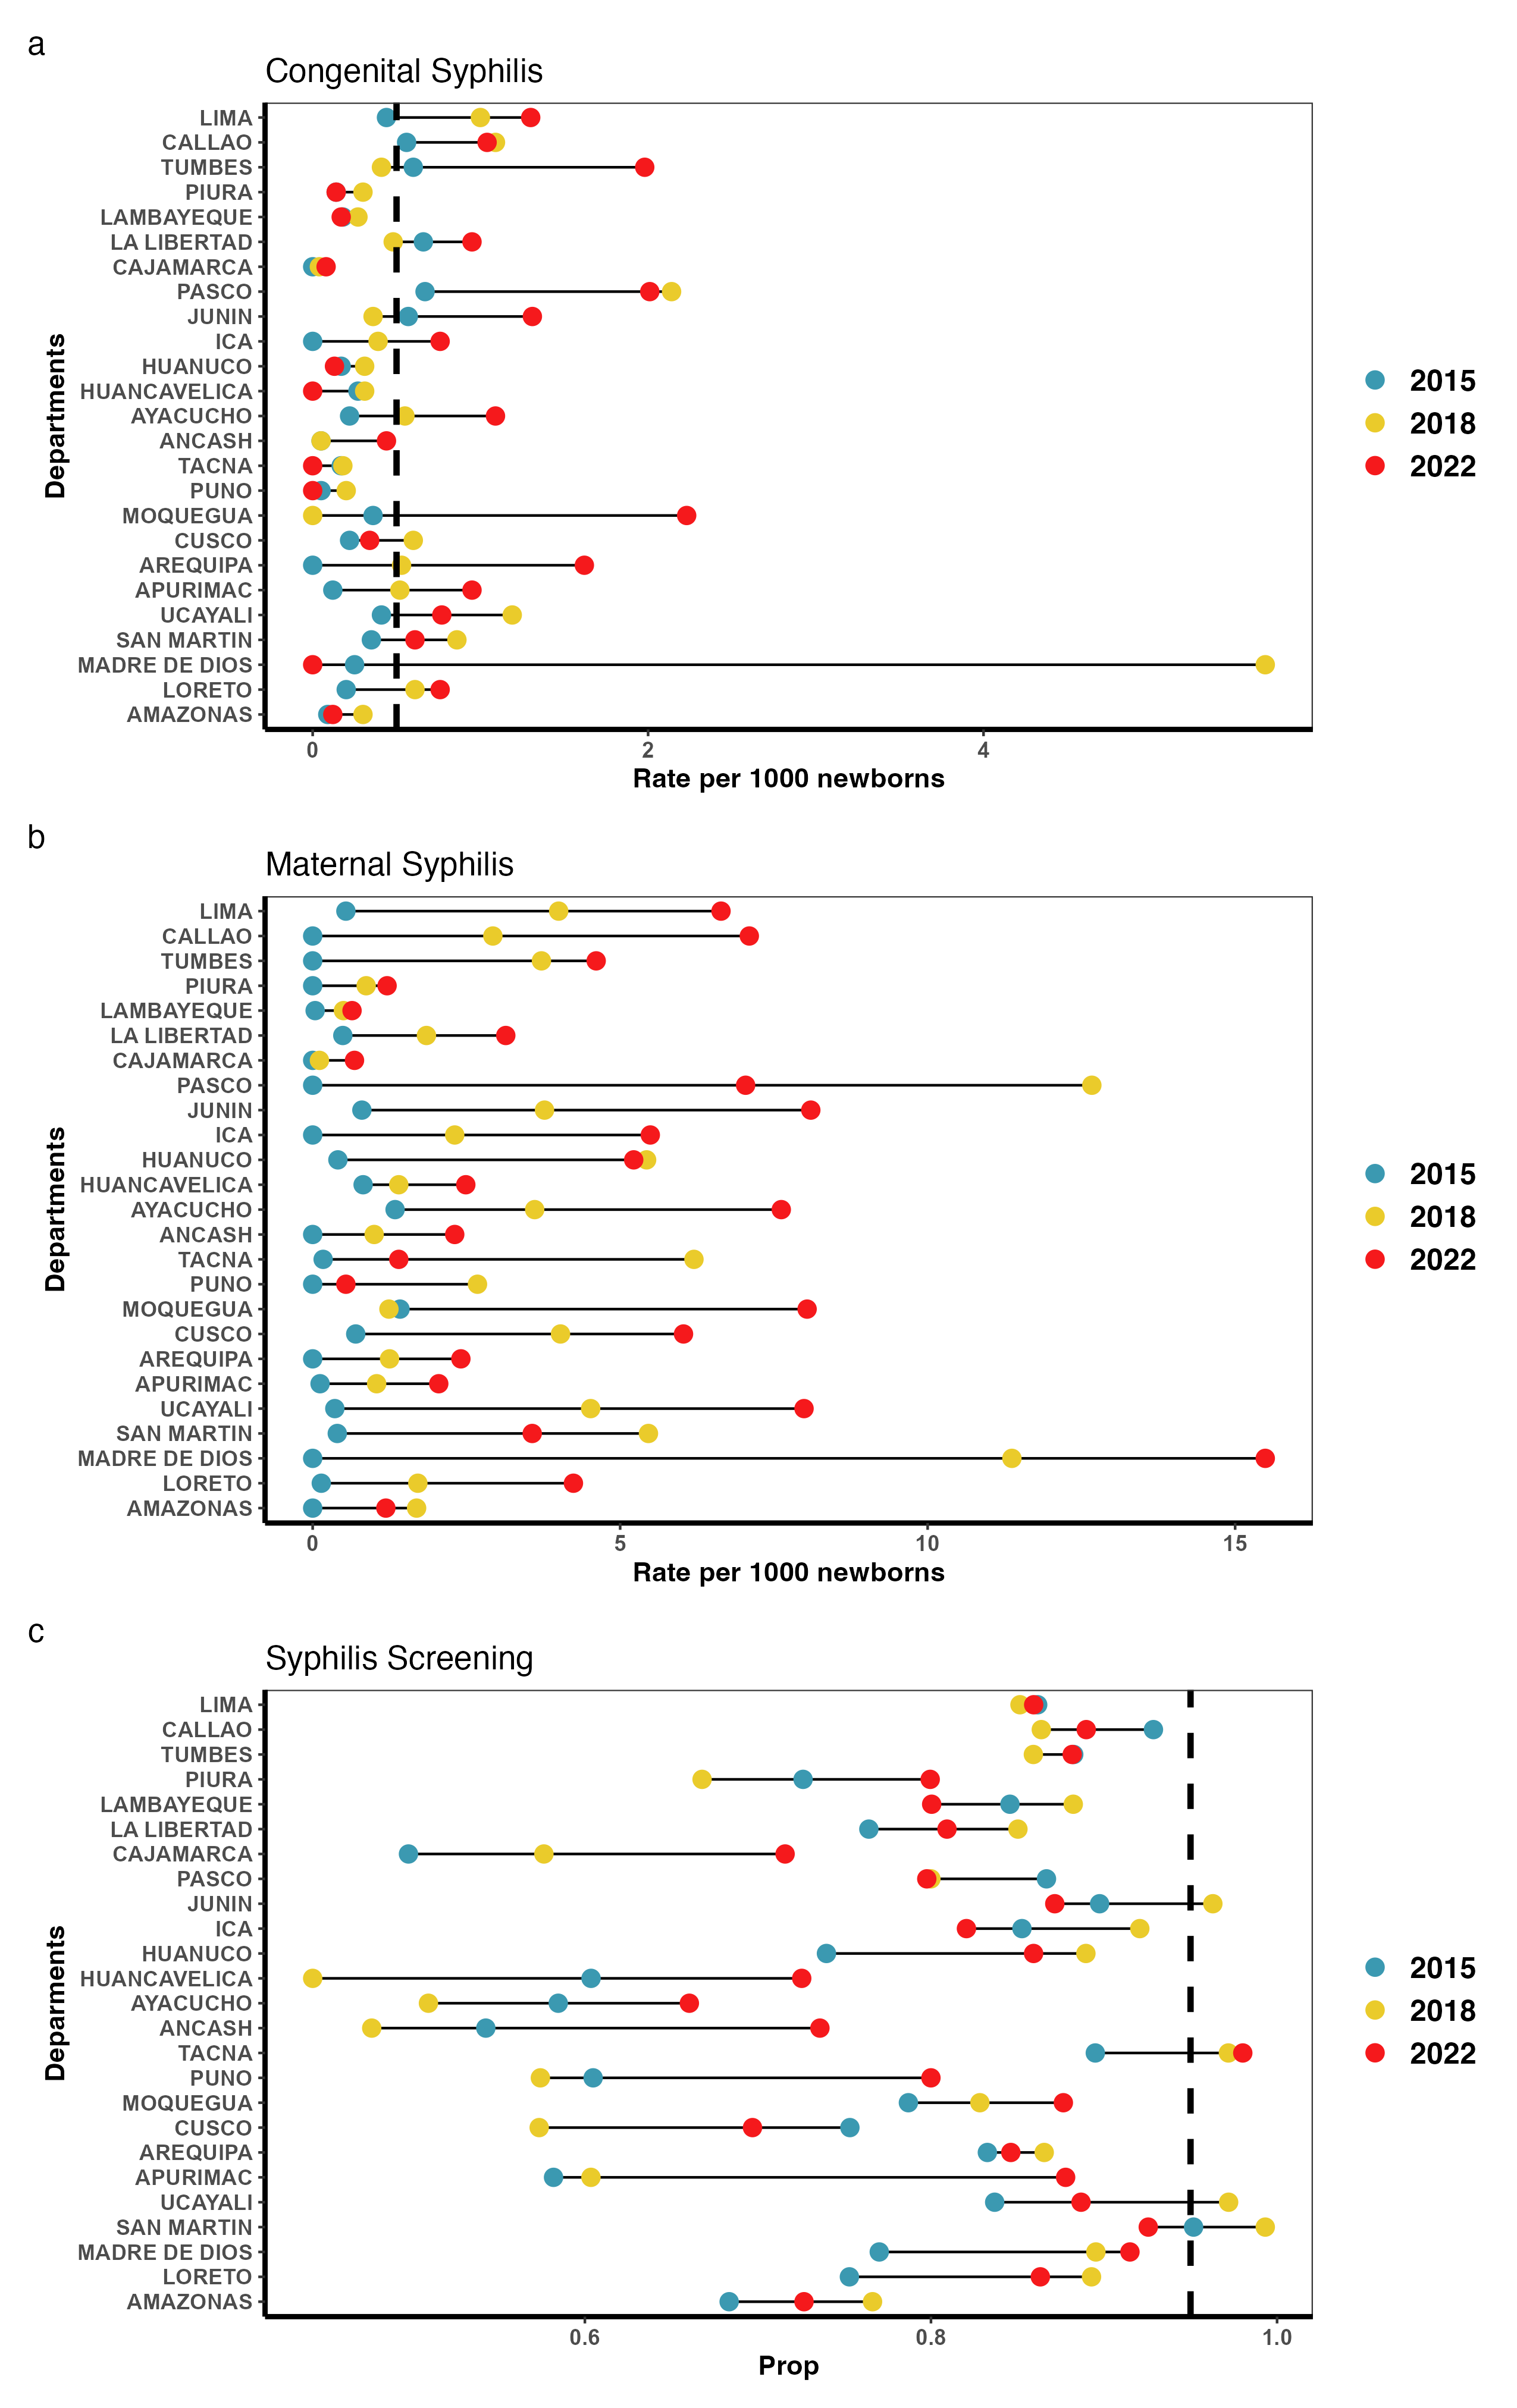 a
Congenital Syphilis
LIMA
CALLAO
TUMBES
PIURA
LAMBAYEQUE
LA LIBERTAD
CAJAMARCA
PASCO
JUNIN
ICA
HUANUCO
HUANCAVELICA
AYACUCHO
ANCASH
TACNA
PUNO
MOQUEGUA
CUSCO
AREQUIPA
APURIMAC
UCAYALI
SAN MARTIN
MADRE DE DIOS
LORETO
AMAZONAS
Departments
0 2 4
Rate per 1000 newborns
2015
2018
2022
b
Maternal Syphilis
LIMA
CALLAO
TUMBES
PIURA
LAMBAYEQUE
LA LIBERTAD
CAJAMARCA
PASCO
JUNIN
ICA
HUANUCO
HUANCAVELICA
AYACUCHO
ANCASH
TACNA
PUNO
MOQUEGUA
CUSCO
AREQUIPA
APURIMAC
UCAYALI
SAN MARTIN
MADRE DE DIOS
LORETO
AMAZONAS
Departments
0 5 10 15
Rate per 1000 newborns
2015
2018
2022
c
Syphilis Screening
LIMA
CALLAO
TUMBES
PIURA
LAMBAYEQUE
LA LIBERTAD
CAJAMARCA
PASCO
JUNIN
ICA
HUANUCO
HUANCAVELICA
AYACUCHO
ANCASH
TACNA
PUNO
MOQUEGUA
CUSCO
AREQUIPA
APURIMAC
UCAYALI
SAN MARTIN
MADRE DE DIOS
LORETO
AMAZONAS
Deparments
0.6 0.8 1.0
Prop
2015
2018
2022